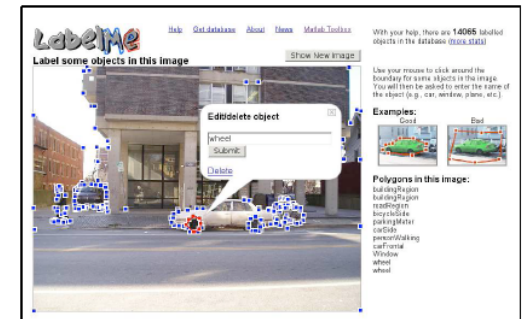 LabelMe
Help Get database About News Matlab Toolbox
Label some objects in this image
Show New image
With your help, there are 14065 labelled
objects in the database (more stats)
Use your mouse to click around the
boundary for some objects in the image.
You will then be asked to enter the name of
the object (e.g., car, window, plane, etc.).
Examples:
Good Bad
Edit/delete object
wheel
Submit
Delete
Polygons in this image:
buildingRegion
buildingRegion
roadRegion
bicycleSide
parkingMeter
carSide
personWalking
carFrontal
Window
wheel
wheel